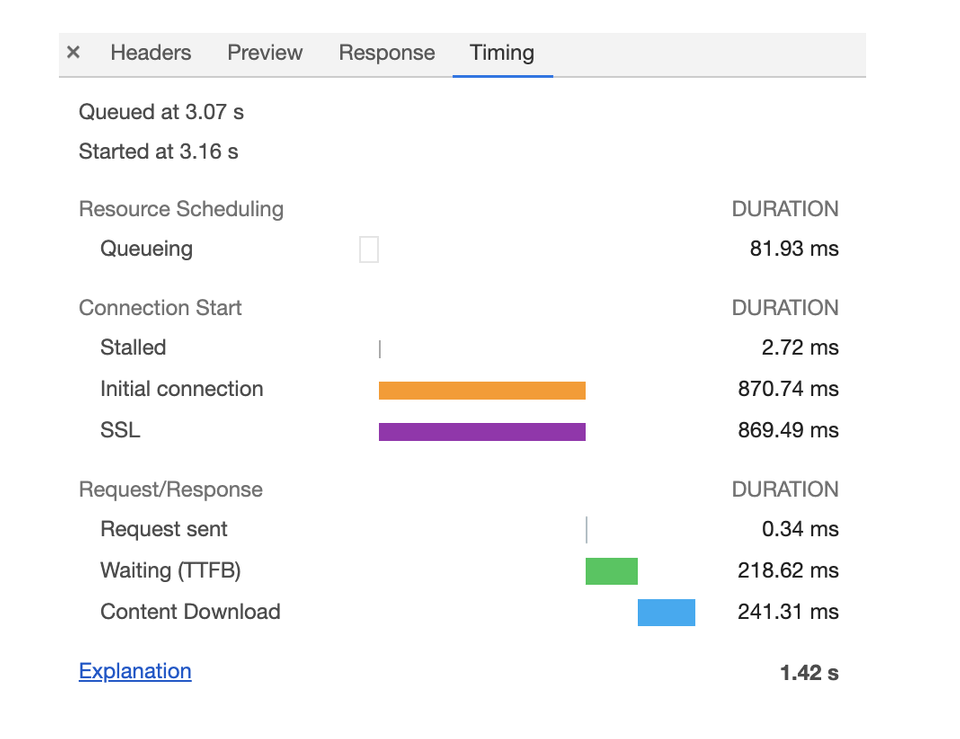 × Headers Preview Response Timing
Queued at 3.07 s
Started at 3.16 s
Resource Scheduling DURATION
Queueing 81.93 ms
Connection Start DURATION
Stalled 2.72 ms
Initial connection 870.74 ms
SSL 869.49 ms
Request/Response DURATION
Request sent 0.34 ms
Waiting (TTFB) 218.62 ms
Content Download 241.31 ms
Explanation 1.42 s